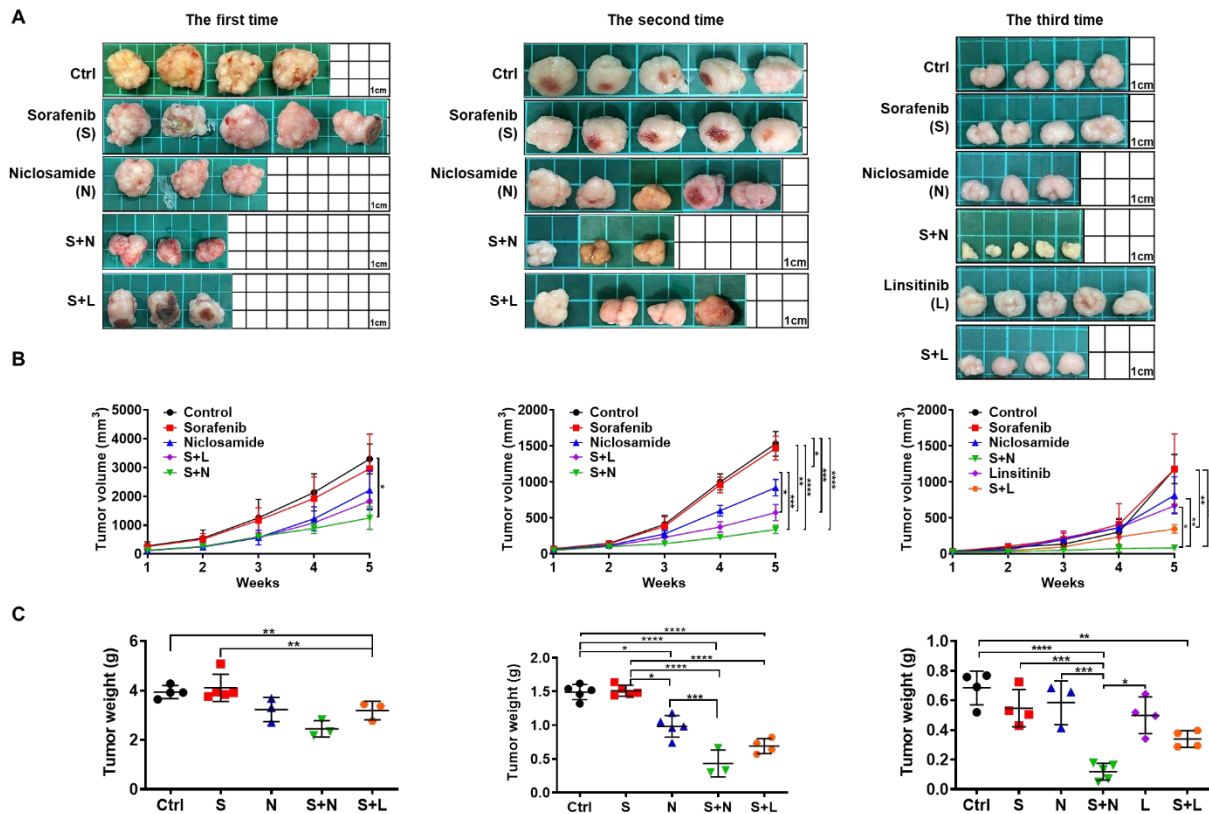 A
The first time
The second time
The third time
Ctrl
Sorafenib
(S)
Niclosamide
(N)
S+N
S+L
1cm
1cm
1cm
1cm
1cm
Ctrl
Sorafenib
(S)
Niclosamide
(N)
S+N
S+L
1cm
1cm
Ctrl
Sorafenib
(S)
Niclosamide
(N)
S+N
Linsitinib
(L)
S+L
1cm
1cm
1cm
1cm
1cm
B
Tumor volume (mm3)
5000
4000
3000
2000
1000
0
Control
Sorafenib
Niclosamide
S+L
S+N
*
1 2 3 4 5
Weeks
Tumor volume (mm3)
2000
1500
1000
500
0
Control
Sorafenib
Niclosamide
S+L
S+N
*
***
**
****
*
***
****
1 2 3 4 5
Weeks
Tumor volume (mm3)
2000
1500
1000
500
0
Control
Sorafenib
Niclosamide
S+N
Linsitinib
S+L
*
**
**
1 2 3 4 5
Weeks
C
Tumor weight (g)
6
4
2
0
**
**
Ctrl S N S+N S+L
Tumor weight (g)
2.0
1.5
1.0
0.5
0.0
****
****
*
****
****
*
***
Ctrl S N S+N S+L
Tumor weight (g)
1.0
0.8
0.6
0.4
0.2
0.0
**
****
***
***
*
Ctrl S N S+N L S+L